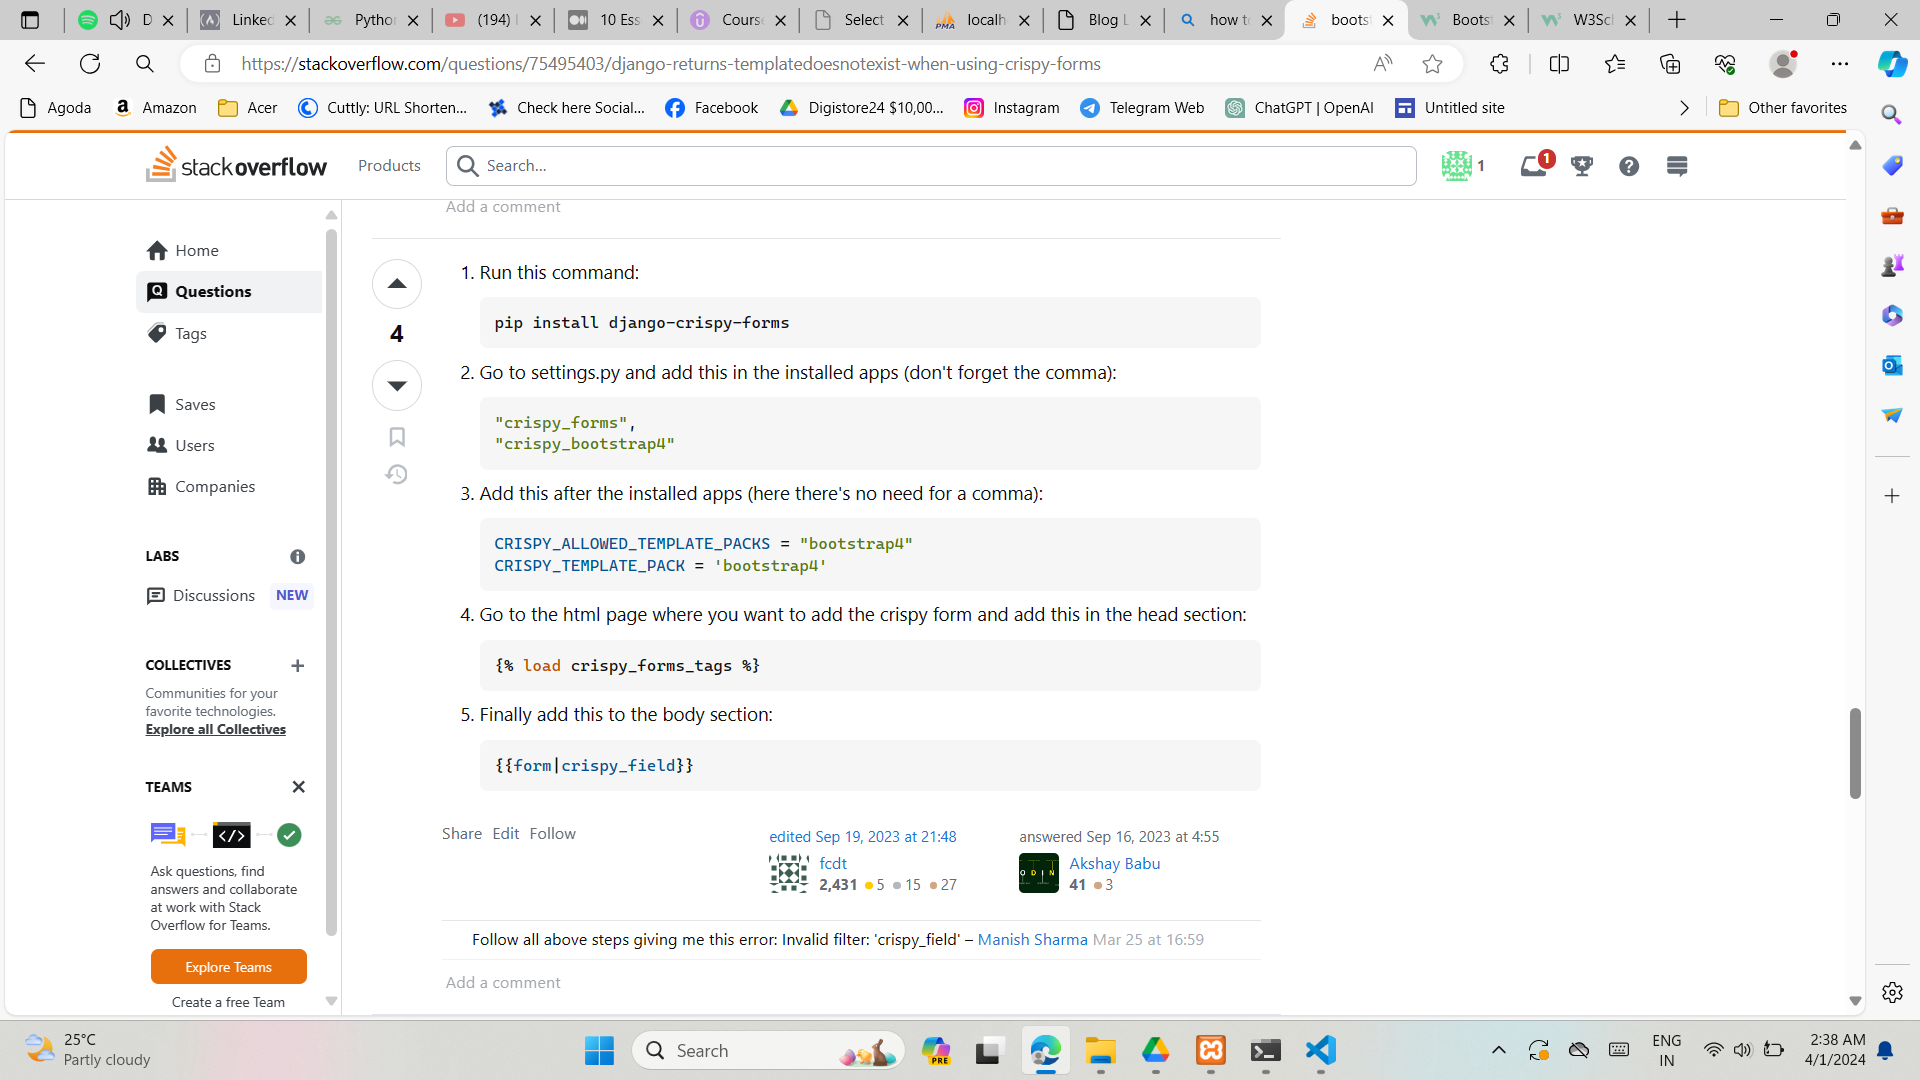 D
Linked
Python
(194)
10 Ess
Course
Select
localh
Blog L
how to
bootst
Bootst
W3Sch
https://stackoverflow.com/questions/75495403/django-returns-templatedoesnotexist-when-using-crispy-forms
Agoda
Amazon
Acer
Cuttly: URL Shorten...
Check here Social...
Facebook
Digistore24 $10,00...
Instagram
Telegram Web
ChatGPT | OpenAI
Untitled site
Other favorites
stack overflow
Products
Search...
1
1
Home
Questions
Tags
Saves
Users
Companies
LABS
Discussions NEW
COLLECTIVES
Communities for your
favorite technologies.
Explore all Collectives
TEAMS
Ask questions, find
answers and collaborate
at work with Stack
Overflow for Teams.
Explore Teams
Create a free Team
Add a comment
4
1. Run this command:
pip install django-crispy-forms
2. Go to settings.py and add this in the installed apps (don't forget the comma):
"crispy_forms",
"crispy_bootstrap4"
3. Add this after the installed apps (here there's no need for a comma):
CRISPY_ALLOWED_TEMPLATE_PACKS = "bootstrap4"
CRISPY_TEMPLATE_PACK = 'bootstrap4'
4. Go to the html page where you want to add the crispy form and add this in the head section:
{% load crispy_forms_tags %}
5. Finally add this to the body section:
{{form|crispy_field}}
Share Edit Follow
edited Sep 19, 2023 at 21:48
fcdt
2,431 5 15 27
answered Sep 16, 2023 at 4:55
Akshay Babu
41 3
ODIN
Follow all above steps giving me this error: Invalid filter: 'crispy_field' – Manish Sharma Mar 25 at 16:59
Add a comment
25°C
Partly cloudy
Search
PRE
ENG
IN
2:38 AM
4/1/2024